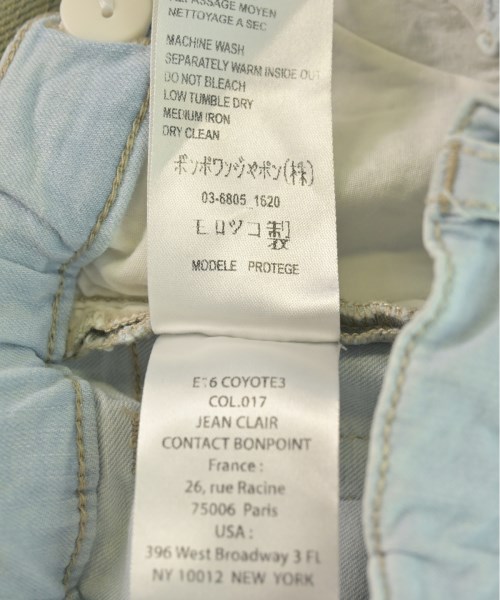 REPASSAGE MOYEN
NETTOYAGE A SEC
MACHINE WASH
SEPARATELY WARM INSIDE OUT
DO NOT BLEACH
LOW TUMBLE DRY
MEDIUM IRON
DRY CLEAN
ボンポワンジャポン(株)
03-6805_1620
モロッコ製
MODELE PROTEGE
E16 COYOTE3
COL.017
JEAN CLAIR
CONTACT BONPOINT
France :
26, rue Racine
75006 Paris
USA :
396 West Broadway 3 FL
NY 10012 NEW YORK